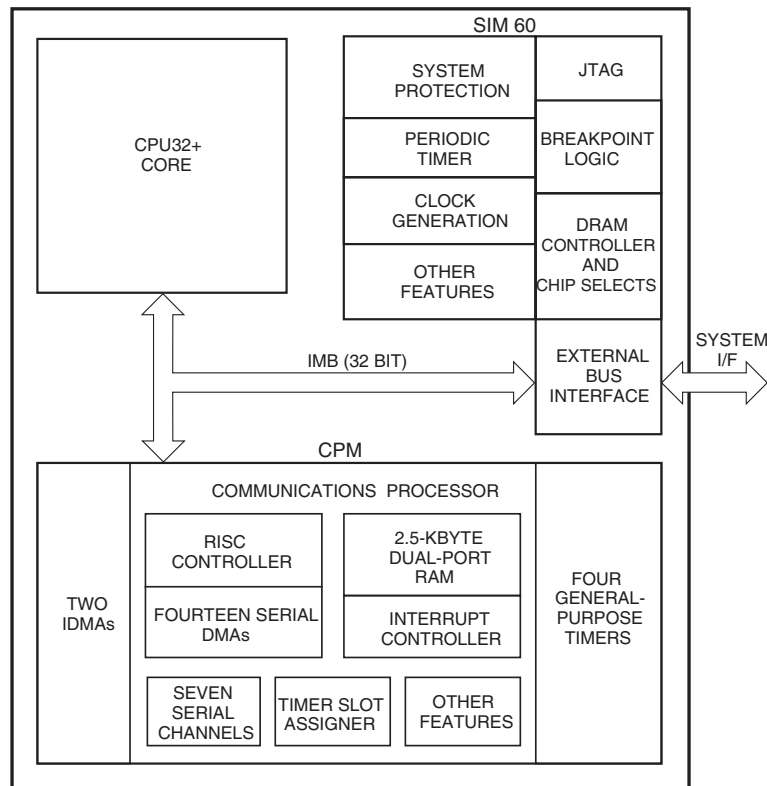 SIM 60
CPU32+
CORE
SYSTEM
PROTECTION
PERIODIC
TIMER
CLOCK
GENERATION
OTHER
FEATURES
JTAG
BREAKPOINT
LOGIC
DRAM
CONTROLLER
AND
CHIP SELECTS
EXTERNAL
BUS
INTERFACE
SYSTEM
I/F
IMB (32 BIT)
CPM
TWO
IDMAs
COMMUNICATIONS PROCESSOR
RISC
CONTROLLER
FOURTEEN SERIAL
DMAs
2.5-KBYTE
DUAL-PORT
RAM
INTERRUPT
CONTROLLER
SEVEN
SERIAL
CHANNELS
TIMER SLOT
ASSIGNER
OTHER
FEATURES
FOUR
GENERAL-
PURPOSE
TIMERS